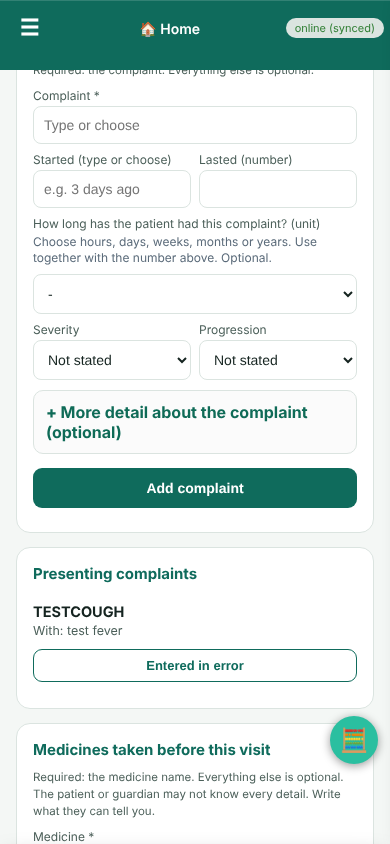 ☰
🏠 Home
online (synced)
Required: the complaint. Everything else is optional.
Complaint *
Type or choose
Started (type or choose)
Lasted (number)
e.g. 3 days ago
How long has the patient had this complaint? (unit)
Choose hours, days, weeks, months or years. Use
together with the number above. Optional.
-
Severity
Progression
Not stated
Not stated
+ More detail about the complaint
(optional)
Add complaint
Presenting complaints
TESTCOUGH
With: test fever
Entered in error
Medicines taken before this visit
Required: the medicine name. Everything else is optional.
The patient or guardian may not know every detail. Write
what they can tell you.
Medicine *